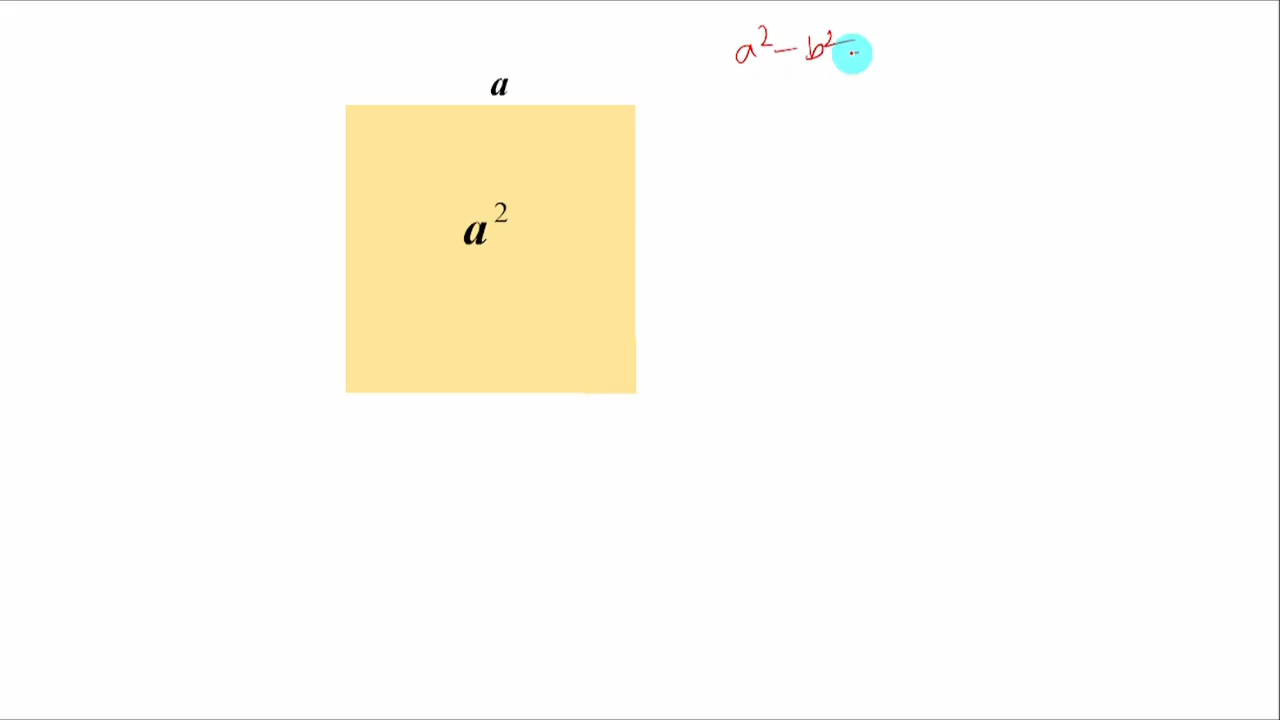 a² – b² =
a
a²